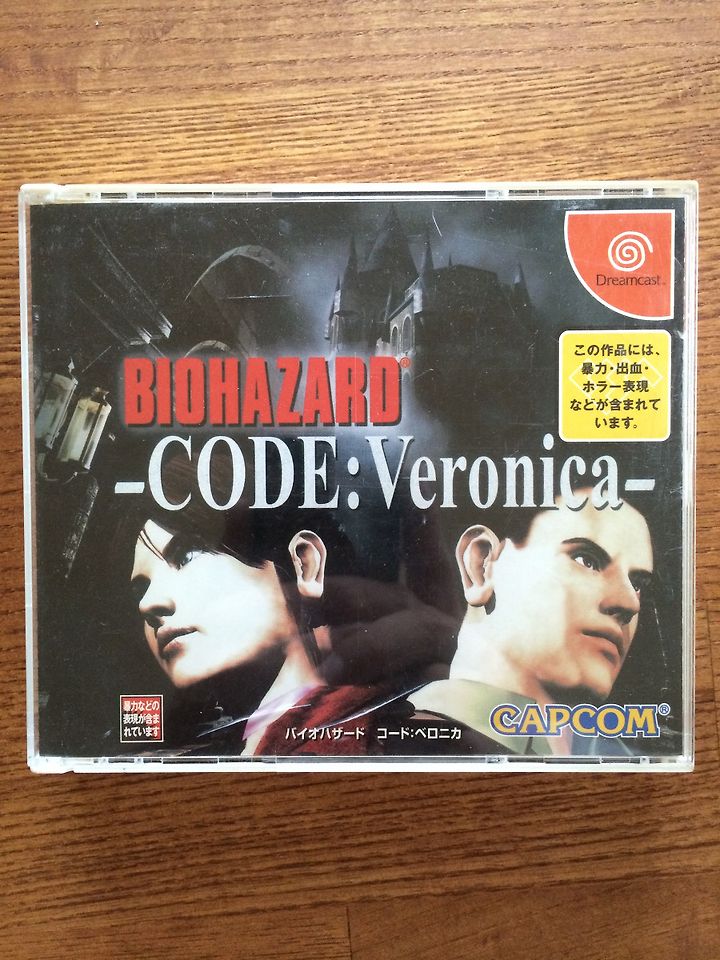 Dreamcast
この作品には、
暴力・出血・
ホラー表現
などが含まれて
います。
BIOHAZARD®
-CODE:Veronica-
暴力などの
表現が含ま
れています
バイオハザード コード:ベロニカ
CAPCOM®